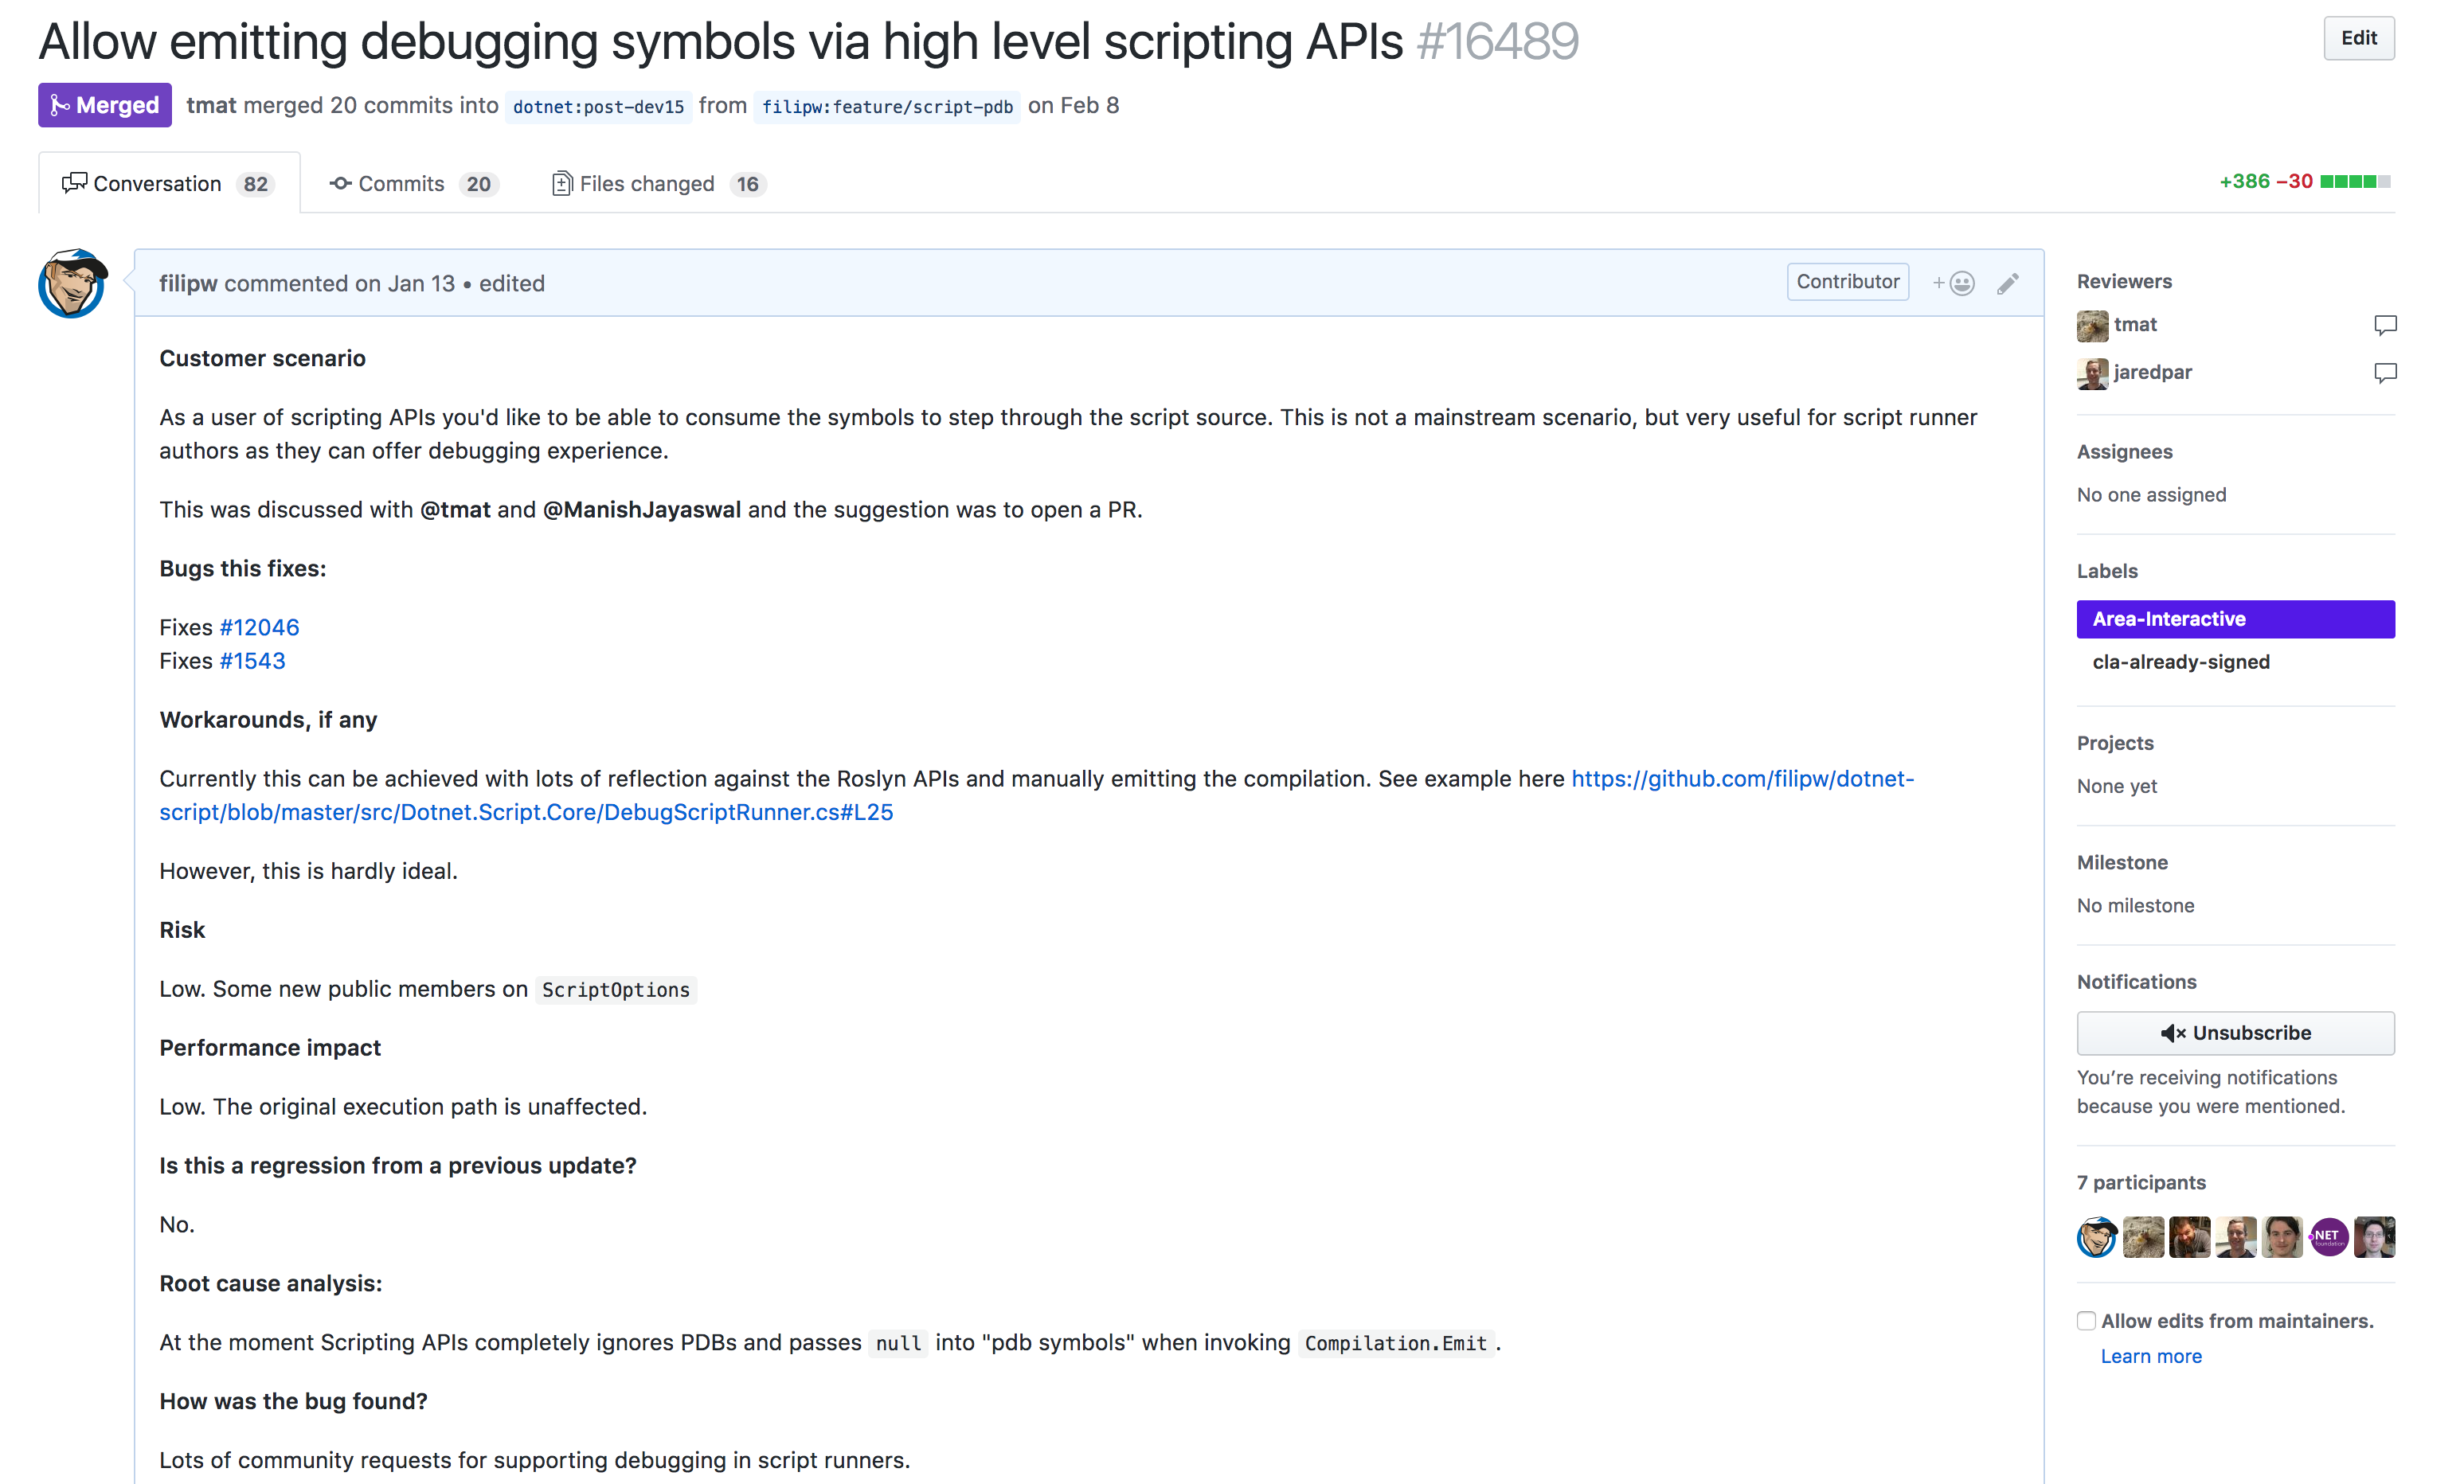 Allow emitting debugging symbols via high level scripting APIs #16489
Edit
Merged tmat merged 20 commits into dotnet:post-dev15 from filipw:feature/script-pdb on Feb 8
Conversation 82 Commits 20 Files changed 16
+386 −30
filipw commented on Jan 13 • edited
Contributor
Customer scenario
As a user of scripting APIs you'd like to be able to consume the symbols to step through the script source. This is not a mainstream scenario, but very useful for script runner
authors as they can offer debugging experience.
This was discussed with @tmat and @ManishJayaswal and the suggestion was to open a PR.
Bugs this fixes:
Fixes #12046
Fixes #1543
Workarounds, if any
Currently this can be achieved with lots of reflection against the Roslyn APIs and manually emitting the compilation. See example here https://github.com/filipw/dotnet-
script/blob/master/src/Dotnet.Script.Core/DebugScriptRunner.cs#L25
However, this is hardly ideal.
Risk
Low. Some new public members on ScriptOptions
Performance impact
Low. The original execution path is unaffected.
Is this a regression from a previous update?
No.
Root cause analysis:
At the moment Scripting APIs completely ignores PDBs and passes null into "pdb symbols" when invoking Compilation.Emit.
How was the bug found?
Lots of community requests for supporting debugging in script runners.
Reviewers
tmat
jaredpar
Assignees
No one assigned
Labels
Area-Interactive
cla-already-signed
Projects
None yet
Milestone
No milestone
Notifications
Unsubscribe
You're receiving notifications
because you were mentioned.
7 participants
.NET
foundation
Allow edits from maintainers.
Learn more